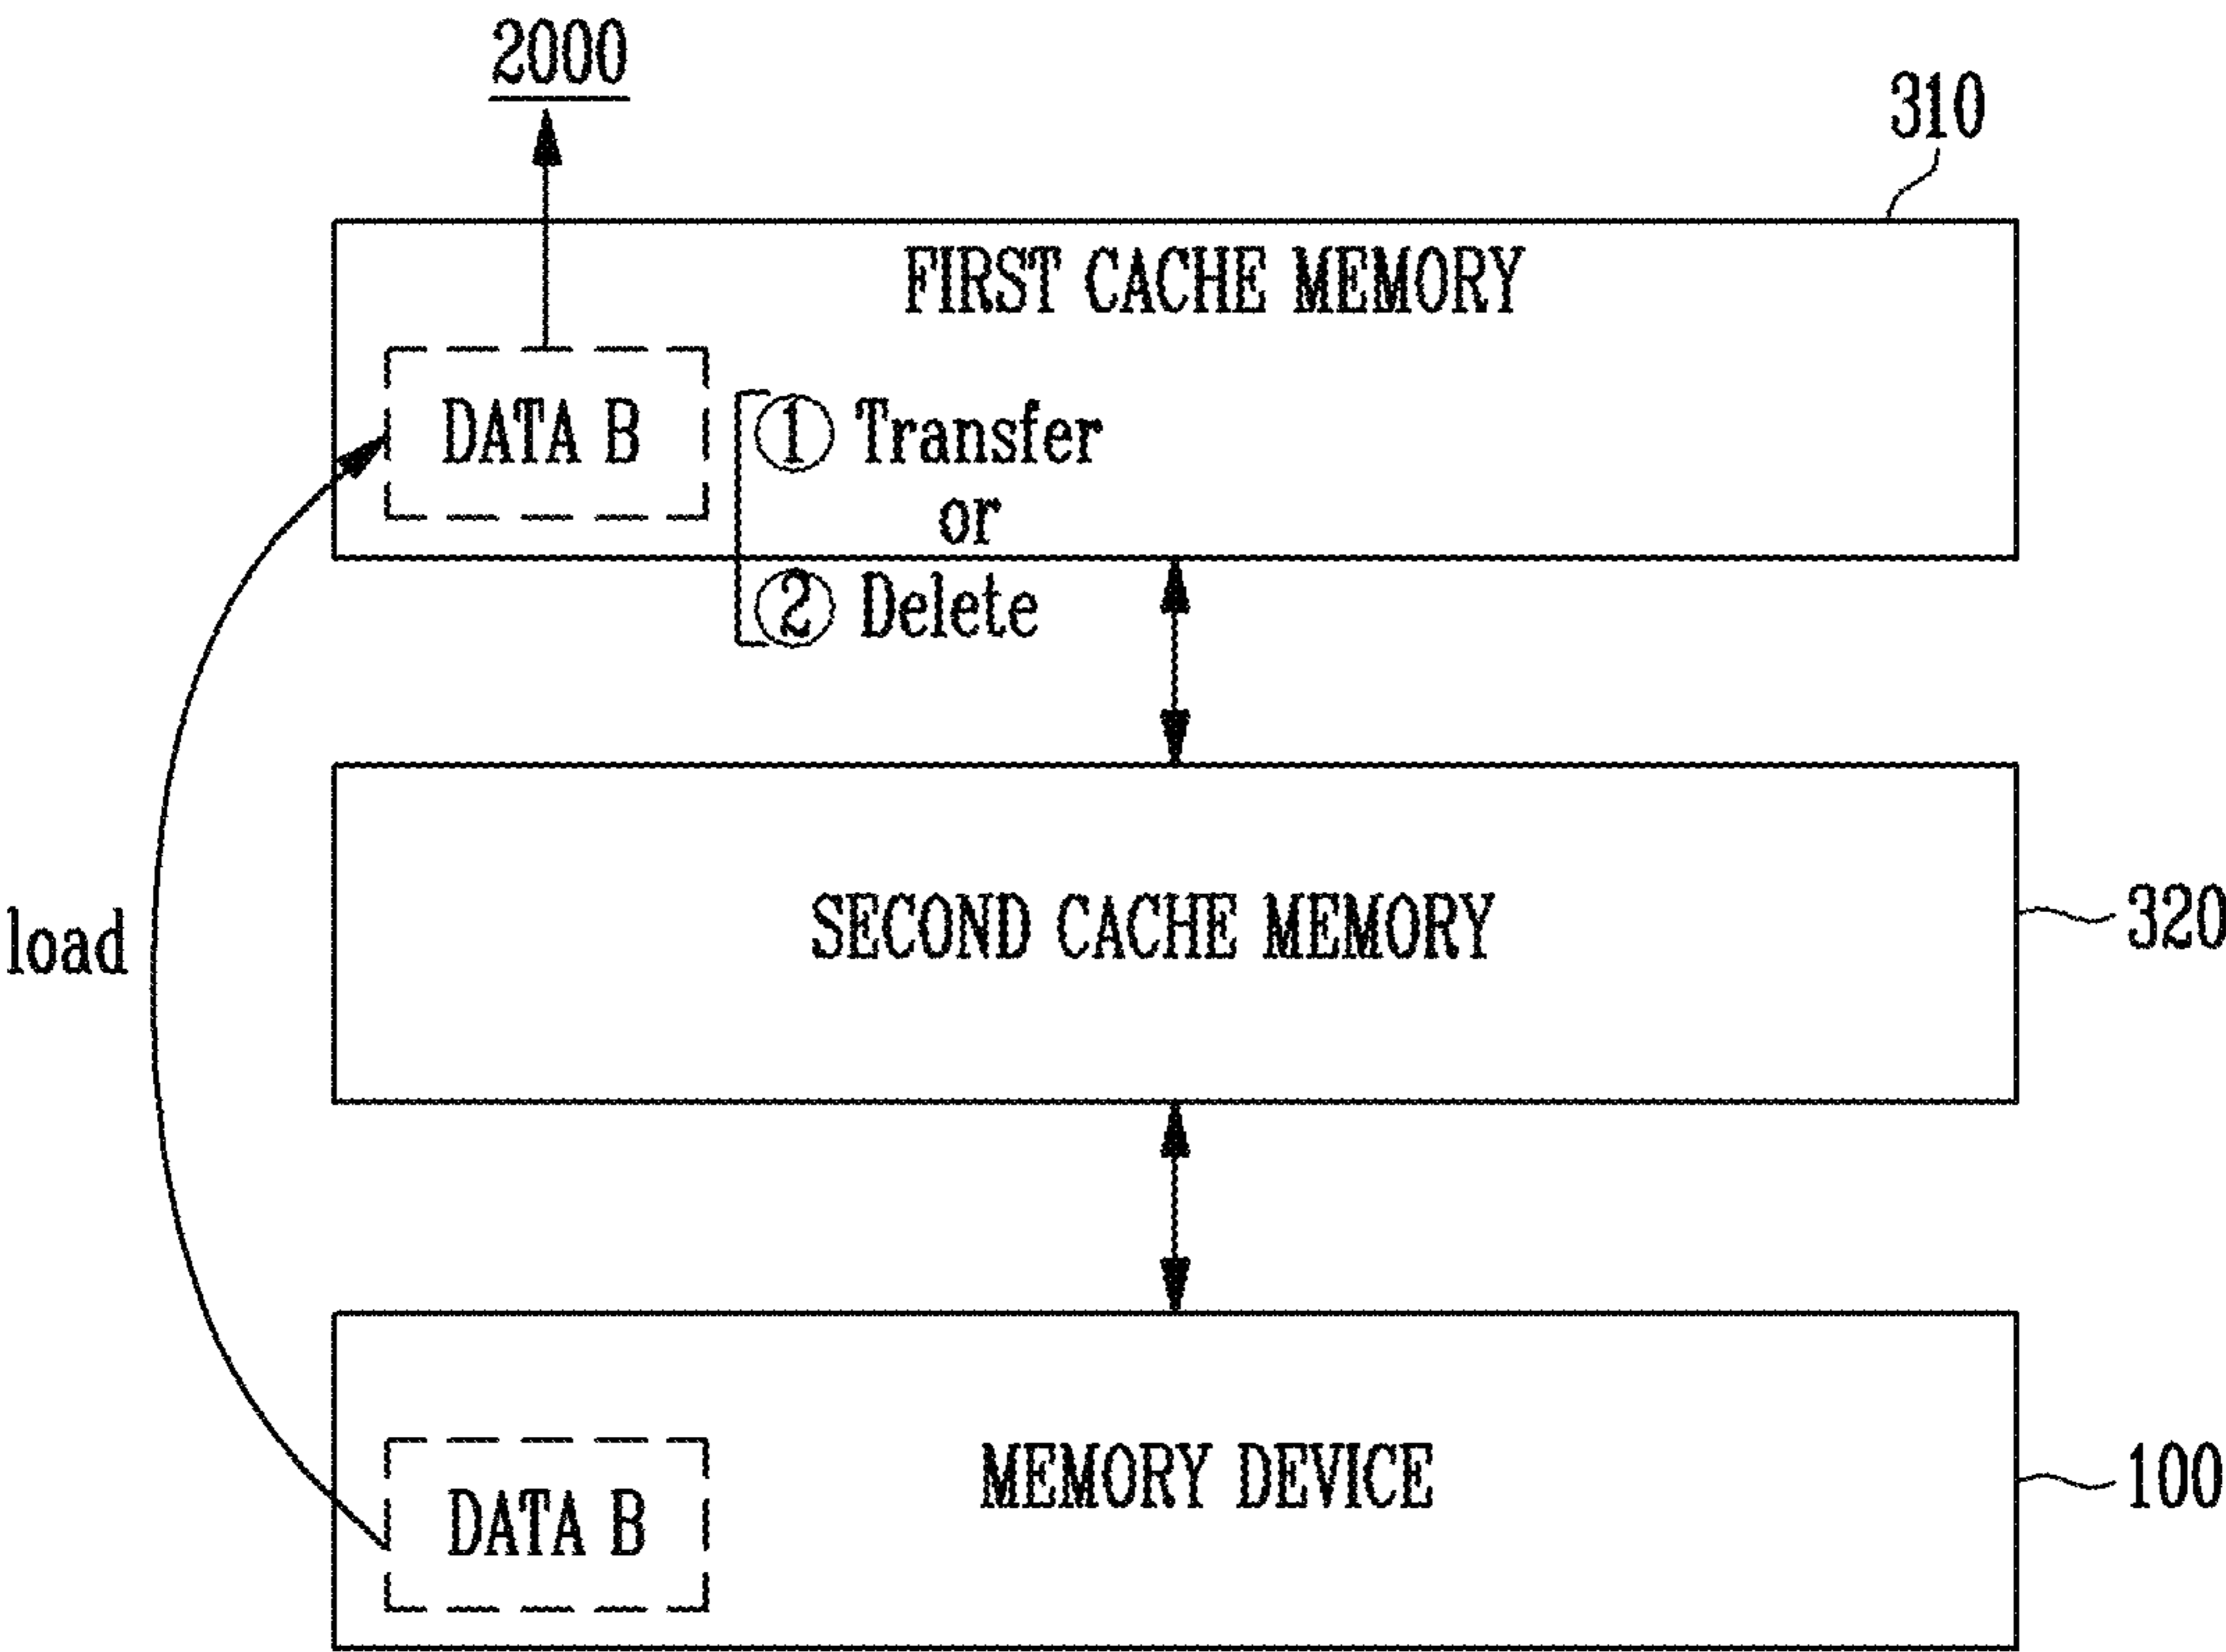 2000
310
FIRST CACHE MEMORY
DATA B
① Transfer
or
② Delete
load
SECOND CACHE MEMORY
320
MEMORY DEVICE
100
DATA B